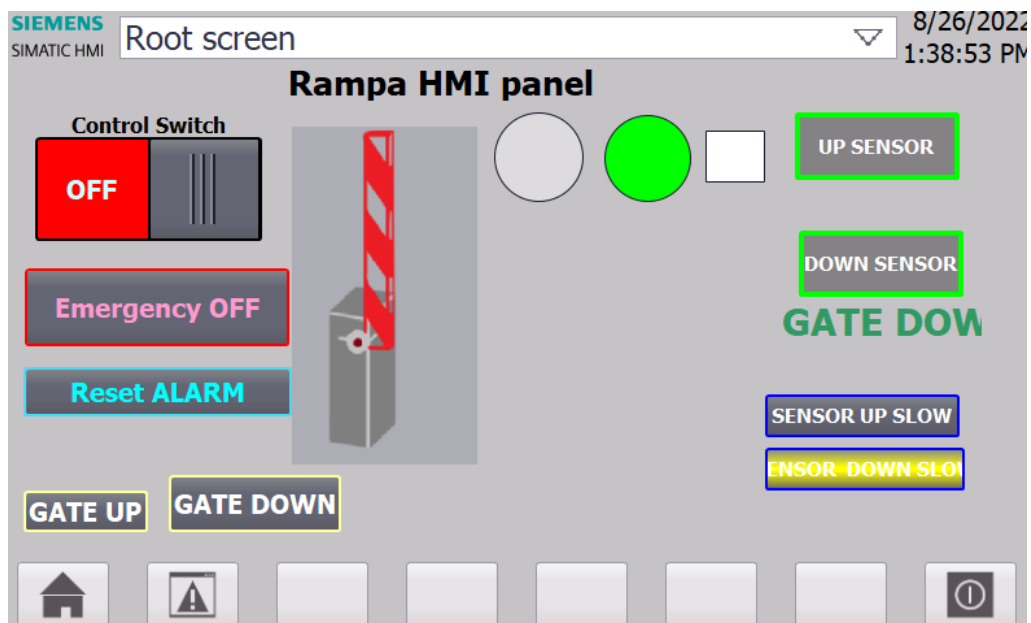 SIEMENS
SIMATIC HMI
Root screen
8/26/2022
1:38:53 PM
Rampa HMI panel
Control Switch
OFF
UP SENSOR
DOWN SENSOR
Emergency OFF
GATE DOW
Reset ALARM
SENSOR UP SLOW
ENSOR DOWN SLO
GATE UP
GATE DOWN